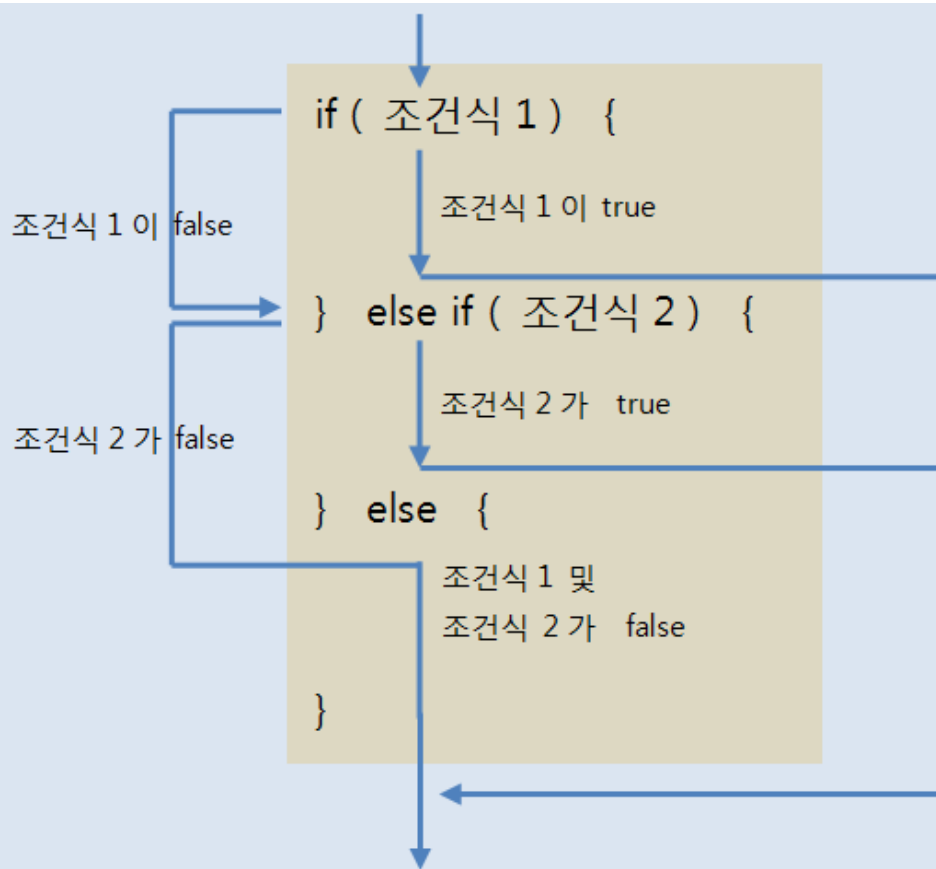 if ( 조건식 1 ) {
조건식 1 이 true
조건식 1 이 false
} else if ( 조건식 2 ) {
조건식 2 가 true
조건식 2 가 false
} else {
조건식 1 및
조건식 2 가 false
}